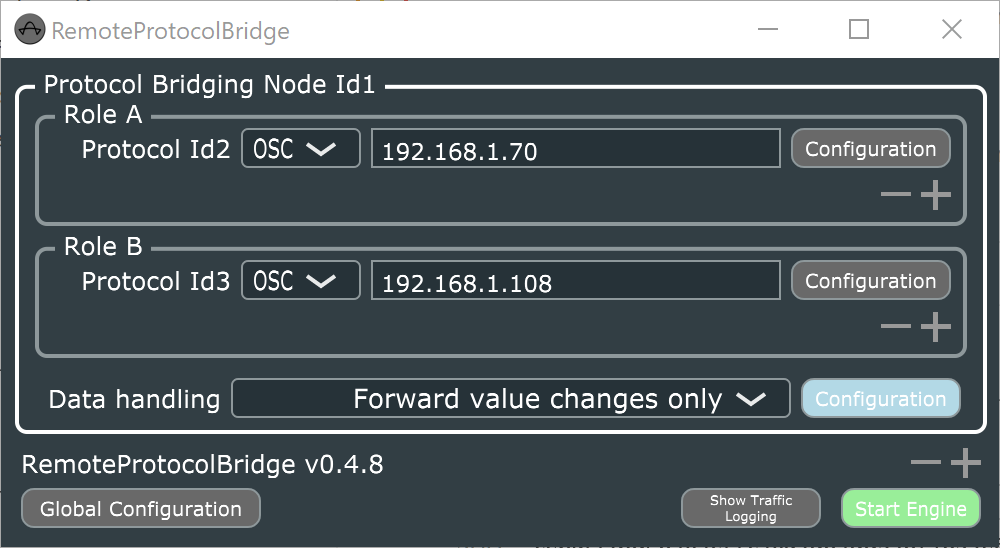 RemoteProtocolBridge
Protocol Bridging Node Id1
Role A
Protocol Id2 OSC 192.168.1.70 Configuration
Role B
Protocol Id3 OSC 192.168.1.108 Configuration
Data handling Forward value changes only Configuration
RemoteProtocolBridge v0.4.8
Global Configuration
Show Traffic
Logging
Start Engine